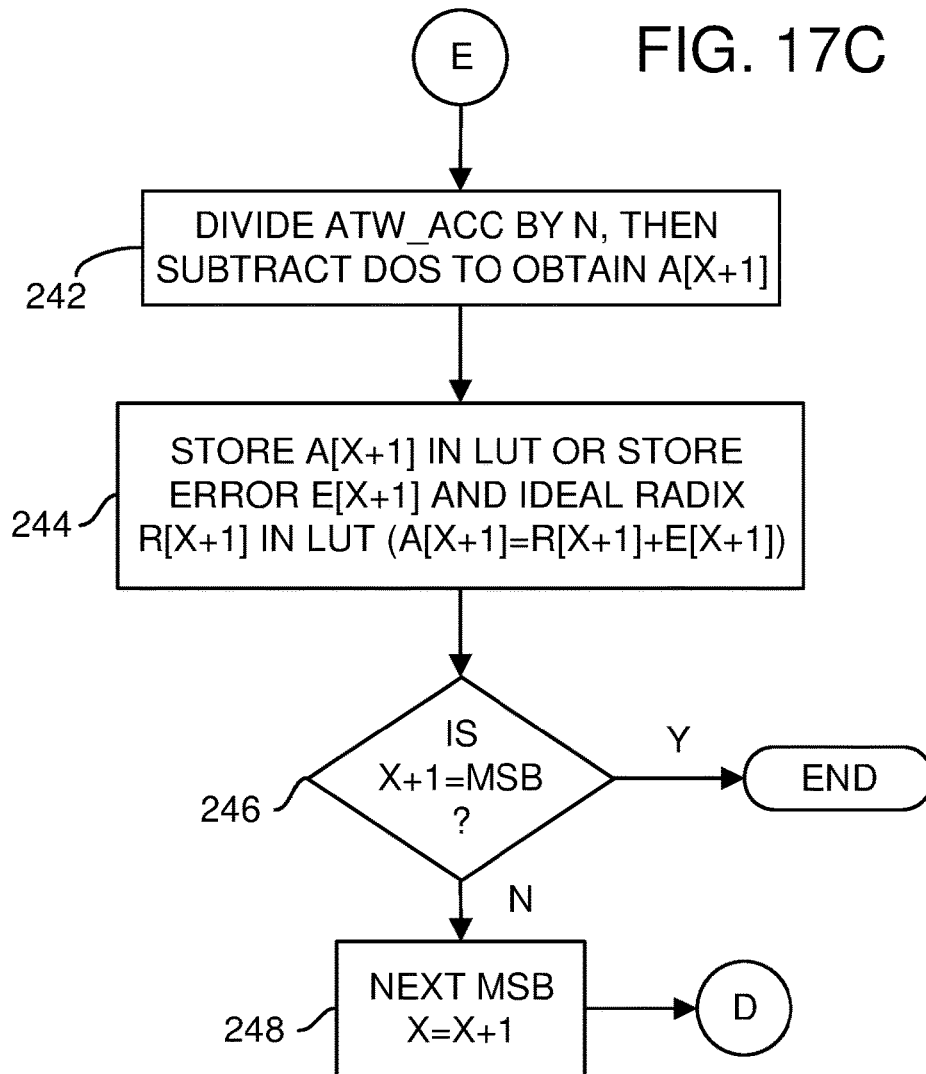 E
FIG. 17C
DIVIDE ATW_ACC BY N, THEN
SUBTRACT DOS TO OBTAIN A[X+1]
242
STORE A[X+1] IN LUT OR STORE
ERROR E[X+1] AND IDEAL RADIX
R[X+1] IN LUT (A[X+1]=R[X+1]+E[X+1])
244
IS
X+1=MSB
?
246
Y
END
N
NEXT MSB
X=X+1
248
D